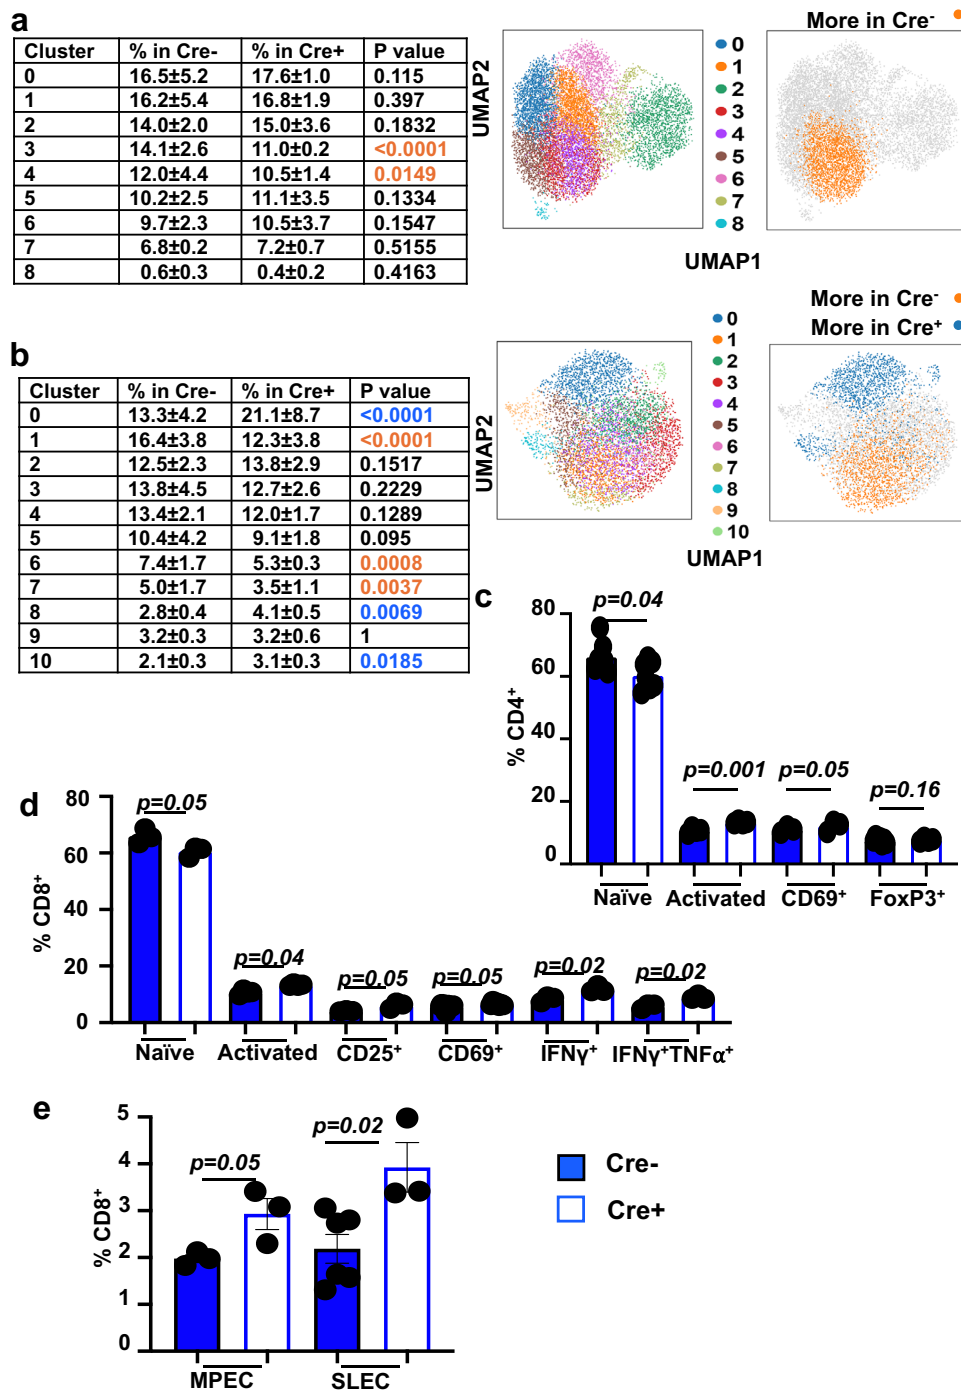 a
Cluster % in Cre- % in Cre+ P value
0 16.5±5.2 17.6±1.0 0.115
1 16.2±5.4 16.8±1.9 0.397
2 14.0±2.0 15.0±3.6 0.1832
3 14.1±2.6 11.0±0.2 <0.0001
4 12.0±4.4 10.5±1.4 0.0149
5 10.2±2.5 11.1±3.5 0.1334
6 9.7±2.3 10.5±3.7 0.1547
7 6.8±0.2 7.2±0.7 0.5155
8 0.6±0.3 0.4±0.2 0.4163
UMAP2
0
1
2
3
4
5
6
7
8
More in Cre⁻
UMAP1
b
Cluster % in Cre- % in Cre+ P value
0 13.3±4.2 21.1±8.7 <0.0001
1 16.4±3.8 12.3±3.8 <0.0001
2 12.5±2.3 13.8±2.9 0.1517
3 13.8±4.5 12.7±2.6 0.2229
4 13.4±2.1 12.0±1.7 0.1289
5 10.4±4.2 9.1±1.8 0.095
6 7.4±1.7 5.3±0.3 0.0008
7 5.0±1.7 3.5±1.1 0.0037
8 2.8±0.4 4.1±0.5 0.0069
9 3.2±0.3 3.2±0.6 1
10 2.1±0.3 3.1±0.3 0.0185
UMAP2
0
1
2
3
4
5
6
7
8
9
10
More in Cre⁻
More in Cre⁺
UMAP1
c
% CD4⁺
80
60
40
20
0
p=0.04
p=0.001
p=0.05
p=0.16
Naïve Activated CD69⁺ FoxP3⁺
d
% CD8⁺
80
60
40
20
0
p=0.05
p=0.04
p=0.05
p=0.05
p=0.02
p=0.02
Naïve Activated CD25⁺ CD69⁺ IFNγ⁺ IFNγ⁺TNFα⁺
e
% CD8⁺
5
4
3
2
1
0
p=0.05
p=0.02
MPEC SLEC
Cre-
Cre+